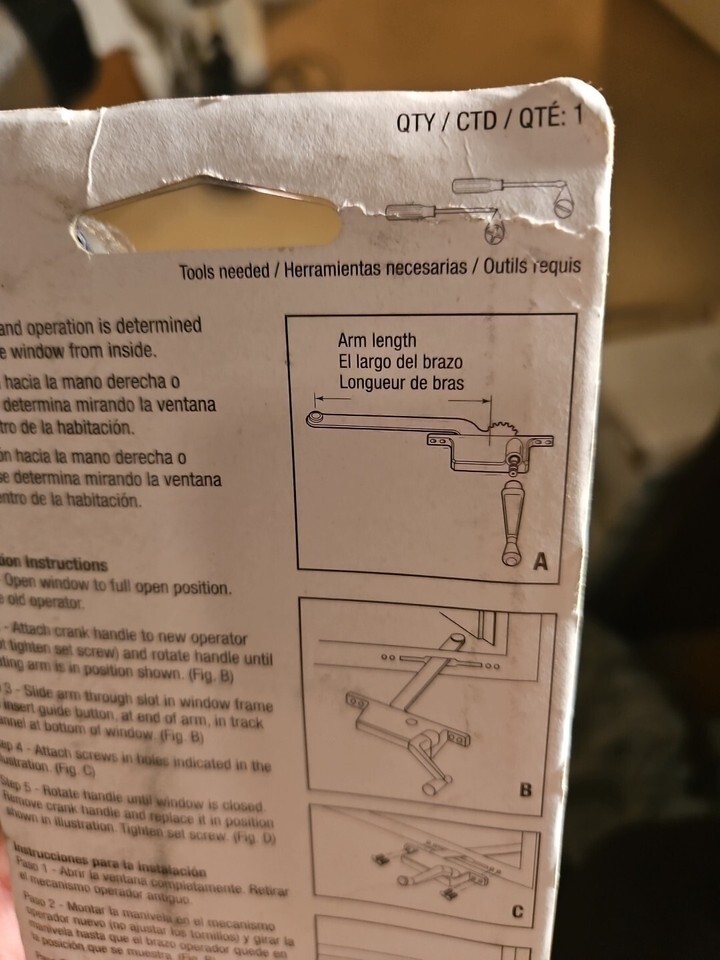 QTY / CTD / QTÉ: 1
Tools needed / Herramientas necesarias / Outils requis
and operation is determined
window from inside.
hacia la mano derecha o
determina mirando la ventana
de la habitación.
hacia la mano derecha o
se determina mirando la ventana
de la habitación.
Arm length
El largo del brazo
Longueur de bras
A
Instructions
Open window to full open position.
old operator.
- Attach crank handle to new operator
tighten set screw) and rotate handle until
arm is in position shown. (Fig. B)
3 - Slide arm through slot in window frame
insert guide button, at end of arm, in track
at bottom of window. (Fig. B)
4 - Attach screws in holes indicated in the
(Fig. C)
Step 5 - Rotate handle until window is closed.
Remove crank handle and replace it in position
shown in illustration. Tighten set screw. (Fig. D)
B
C
Instrucciones para la instalación
Paso 1 - Abrir la ventana completamente. Retirar
el mecanismo operador antiguo.
Paso 2 - Montar la manivela en el mecanismo
operador nuevo (no ajustar los tornillos) y girar la
manivela hasta que el brazo operador quede en
la posición que se muestra. (Fig.